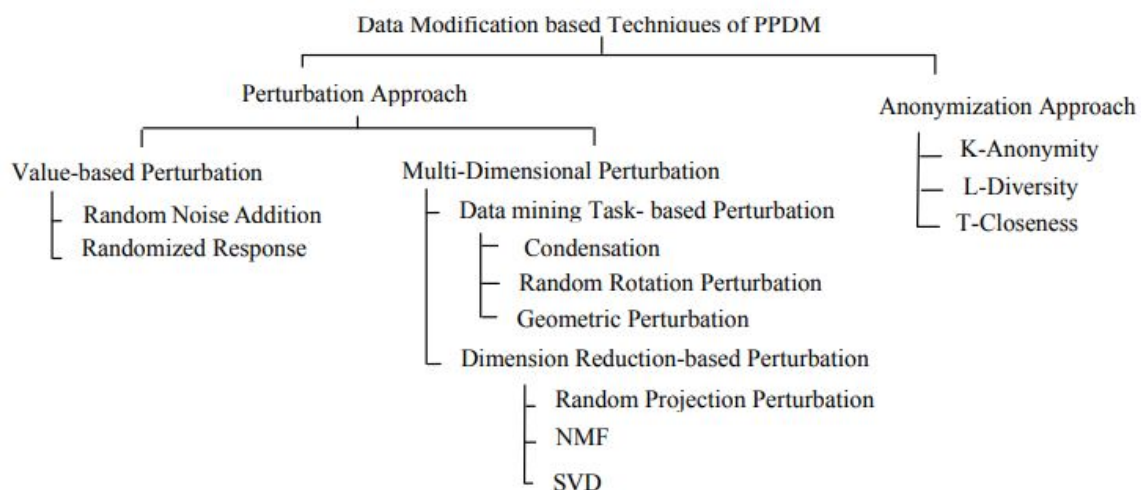 Data Modification based Techniques of PPDM
Perturbation Approach
Anonymization Approach
K-Anonymity
L-Diversity
T-Closeness
Value-based Perturbation
Random Noise Addition
Randomized Response
Multi-Dimensional Perturbation
Data mining Task- based Perturbation
Condensation
Random Rotation Perturbation
Geometric Perturbation
Dimension Reduction-based Perturbation
Random Projection Perturbation
NMF
SVD